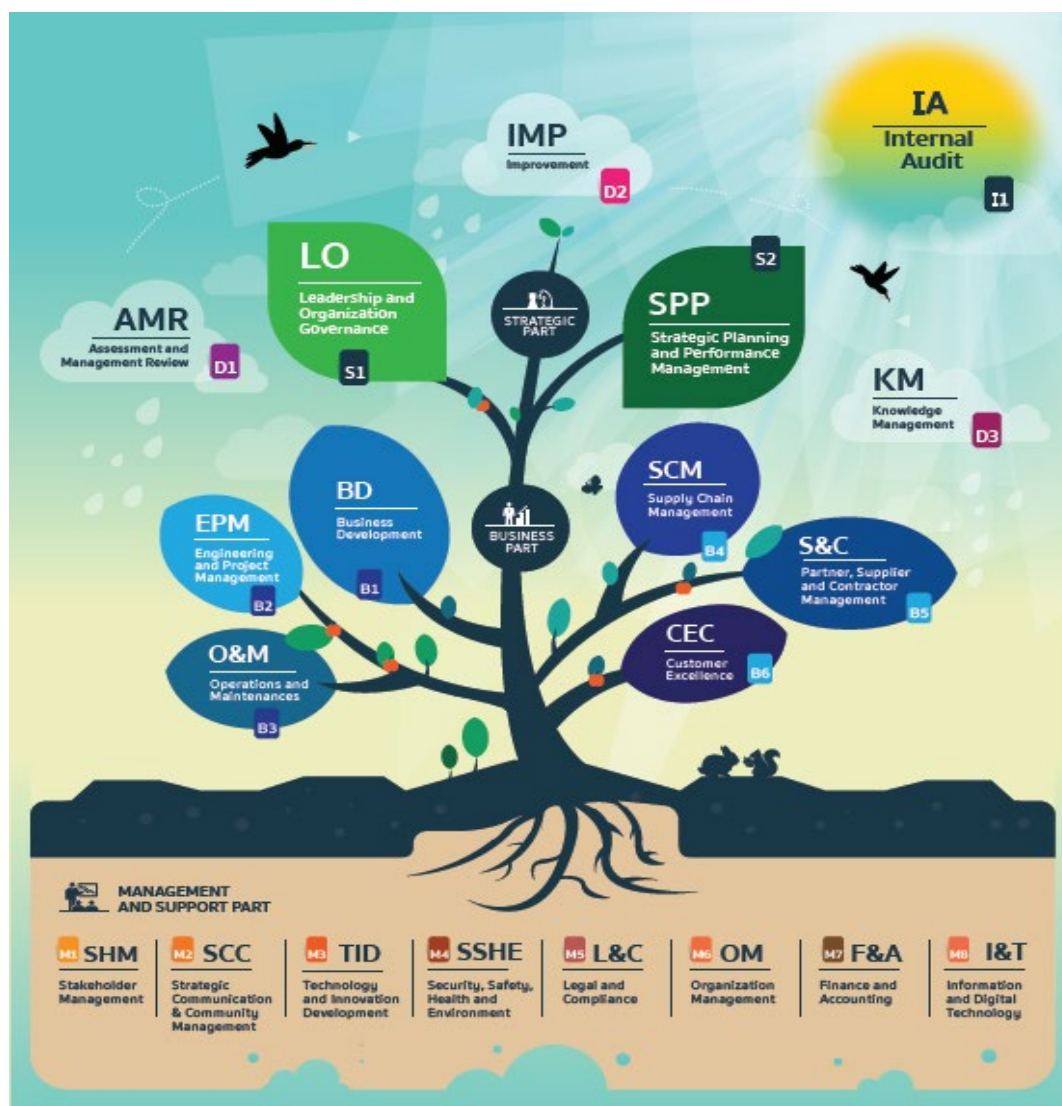 IA
Internal
Audit
I1
IMP
Improvement
D2
LO
Leadership and
Organization
Governance
S1
STRATEGIC
PART
S2
SPP
Strategic Planning
and Performance
Management
AMR
Assessment and
Management Review
D1
KM
Knowledge
Management
D3
BD
Business
Development
B1
BUSINESS
PART
SCM
Supply Chain
Management
B4
EPM
Engineering
and Project
Management
B2
S&C
Partner, Supplier
and Contractor
Management
B5
O&M
Operations and
Maintenances
B3
CEC
Customer
Excellence
B6
MANAGEMENT
AND SUPPORT PART
M1 SHM
Stakeholder
Management
M2 SCC
Strategic
Communication
& Community
Management
M3 TID
Technology
and Innovation
Development
M4 SSHE
Security, Safety,
Health and
Environment
M5 L&C
Legal and
Compliance
M6 OM
Organization
Management
M7 F&A
Finance and
Accounting
M8 I&T
Information
and Digital
Technology